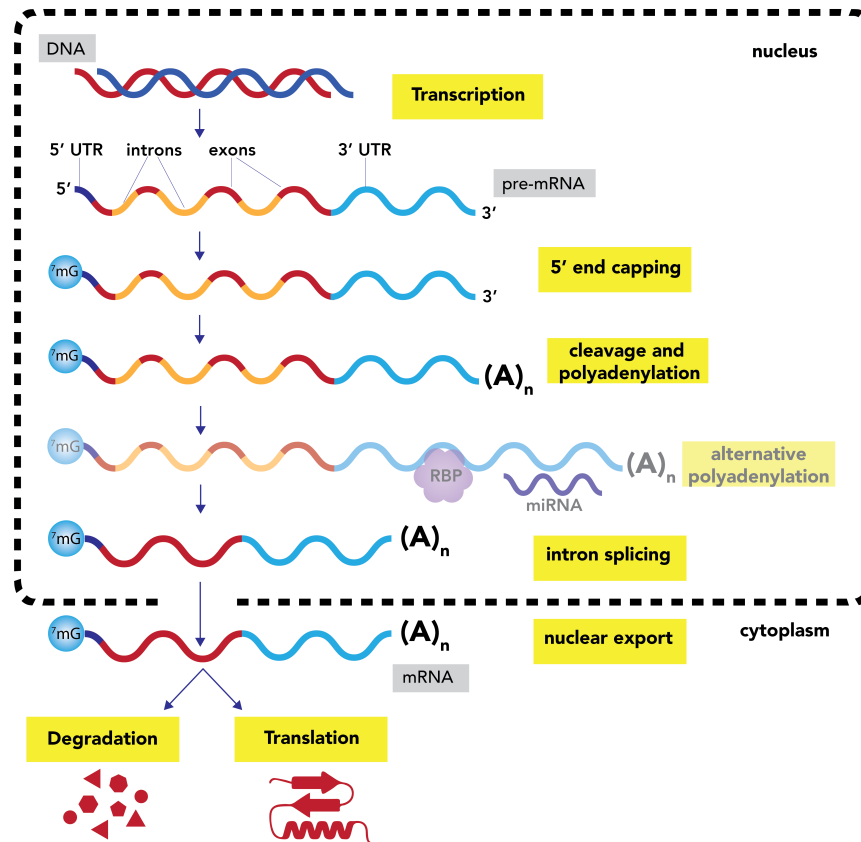 DNA
nucleus
Transcription
5′ UTR
introns
exons
3′ UTR
5′
pre-mRNA
3′
⁷mG
5′ end capping
3′
⁷mG
(A)n
cleavage and
polyadenylation
⁷mG
RBP
miRNA
(A)n
alternative
polyadenylation
⁷mG
(A)n
intron splicing
⁷mG
(A)n
nuclear export
cytoplasm
mRNA
Degradation
Translation